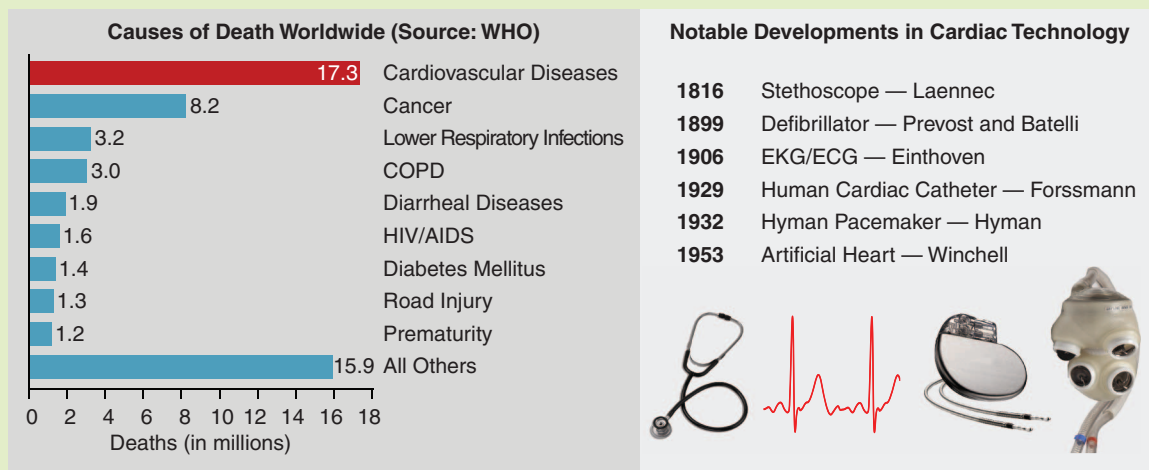 Causes of Death Worldwide (Source: WHO)
17.3 Cardiovascular Diseases
8.2 Cancer
3.2 Lower Respiratory Infections
3.0 COPD
1.9 Diarrheal Diseases
1.6 HIV/AIDS
1.4 Diabetes Mellitus
1.3 Road Injury
1.2 Prematurity
15.9 All Others
0 2 4 6 8 10 12 14 16 18
Deaths (in millions)
Notable Developments in Cardiac Technology
1816 Stethoscope — Laennec
1899 Defibrillator — Prevost and Batelli
1906 EKG/ECG — Einthoven
1929 Human Cardiac Catheter — Forssmann
1932 Hyman Pacemaker — Hyman
1953 Artificial Heart — Winchell